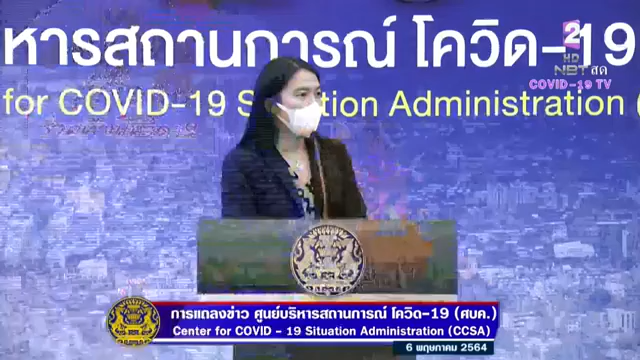 หารสถานการณ์ โควิด-19
for COVID-19 S tuation Administration (
2
HD
NBT สด
COVID-19 TV
การแถลงข่าว ศูนย์บริหารสถานการณ์ โควิด-19 (ศบค.)
Center for COVID - 19 Situation Administration (CCSA)
6 พฤษภาคม 2564